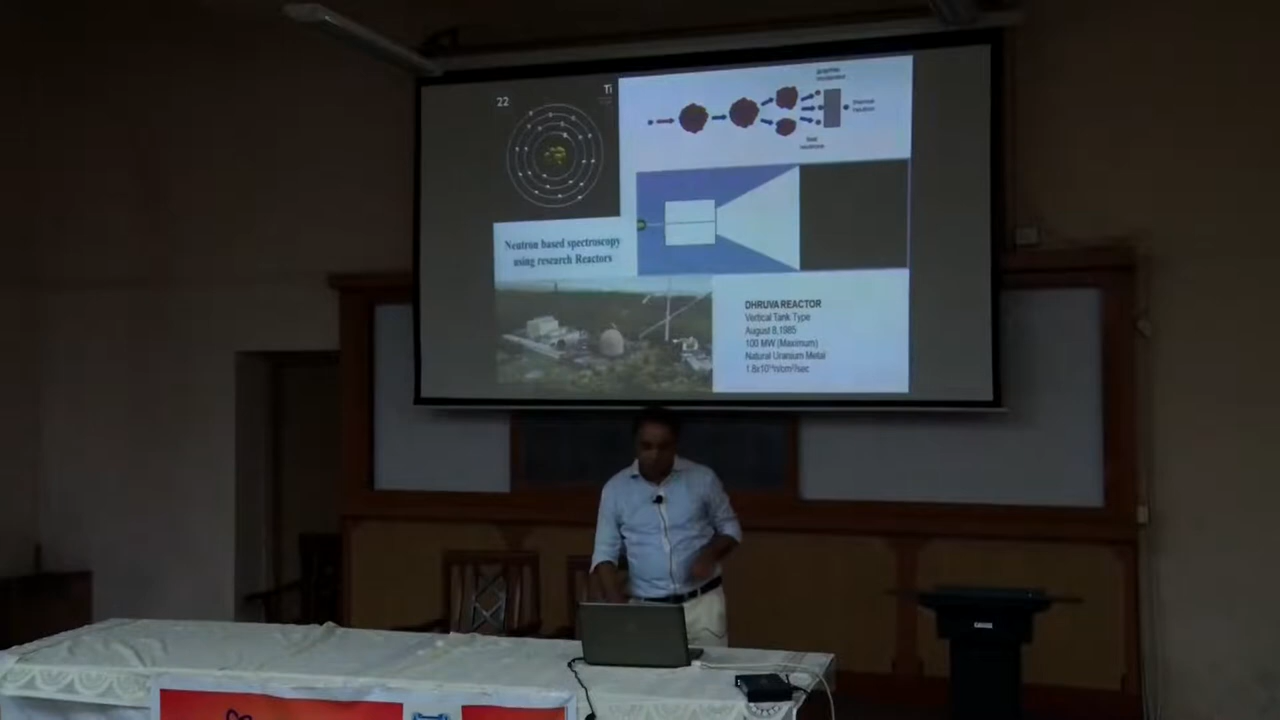 22
Ti
Neutron based spectroscopy
using research Reactors
DHRUVA REACTOR
Vertical Tank Type
August 8,1985
100 MW (Maximum)
Natural Uranium Metal